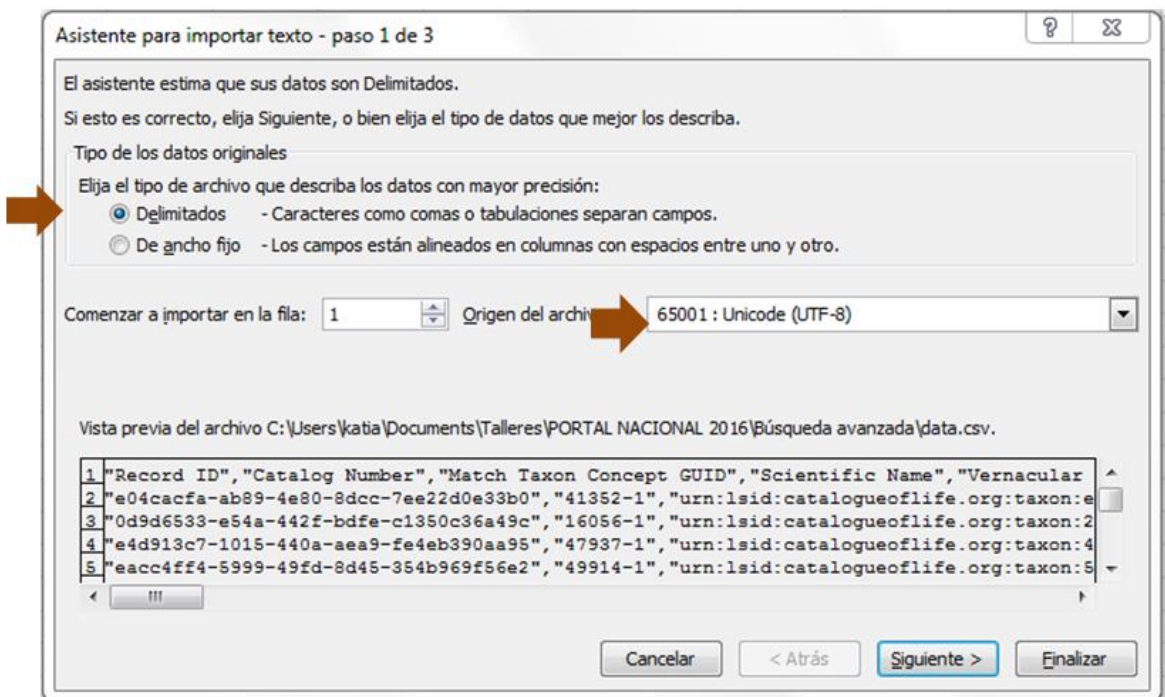 Asistente para importar texto - paso 1 de 3
El asistente estima que sus datos son Delimitados.
Si esto es correcto, elija Siguiente, o bien elija el tipo de datos que mejor los describa.
Tipo de los datos originales
Elija el tipo de archivo que describa los datos con mayor precisión:
Delimitados - Caracteres como comas o tabulaciones separan campos.
De ancho fijo - Los campos están alineados en columnas con espacios entre uno y otro.
Comenzar a importar en la fila: 1 Origen del archiv 65001 : Unicode (UTF-8)
Vista previa del archivo C:\Users\katia\Documents\Talleres\PORTAL NACIONAL 2016\Búsqueda avanzada\data.csv.
1 "Record ID","Catalog Number","Match Taxon Concept GUID","Scientific Name","Vernacular
2 "e04cacfa-ab89-4e80-8dcc-7ee22d0e33b0","41352-1","urn:lsid:catalogueoflife.org:taxon:e
3 "0d9d6533-e54a-442f-bdfe-c1350c36a49c","16056-1","urn:lsid:catalogueoflife.org:taxon:2
4 "e4d913c7-1015-440a-aea9-fe4eb390aa95","47937-1","urn:lsid:catalogueoflife.org:taxon:4
5 "eacc4ff4-5999-49fd-8d45-354b969f56e2","49914-1","urn:lsid:catalogueoflife.org:taxon:5
Cancelar < Atrás Siguiente > Finalizar